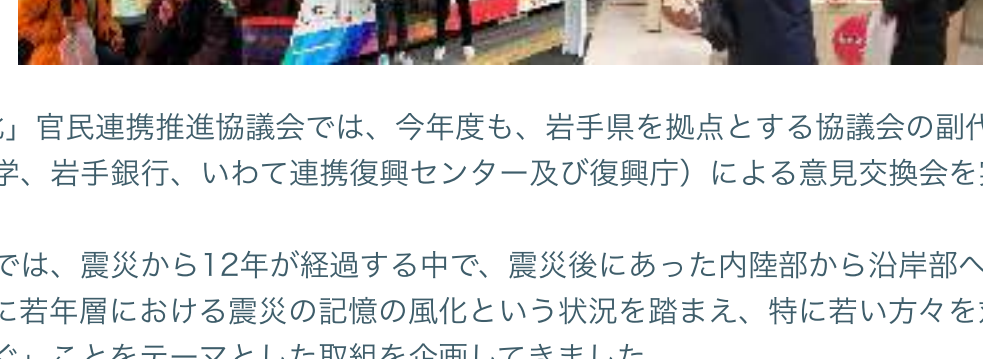 」官民連携推進協議会では、今年度も、岩手県を拠点とする協議会の副代
学、岩手銀行、いわて連携復興センター及び復興庁）による意見交換会を
では、震災から12年が経過する中で、震災後にあった内陸部から沿岸部へ
に若年層における震災の記憶の風化という状況を踏まえ、特に若い方々を
ぐ」ことをテーマとした取組を企画してきました